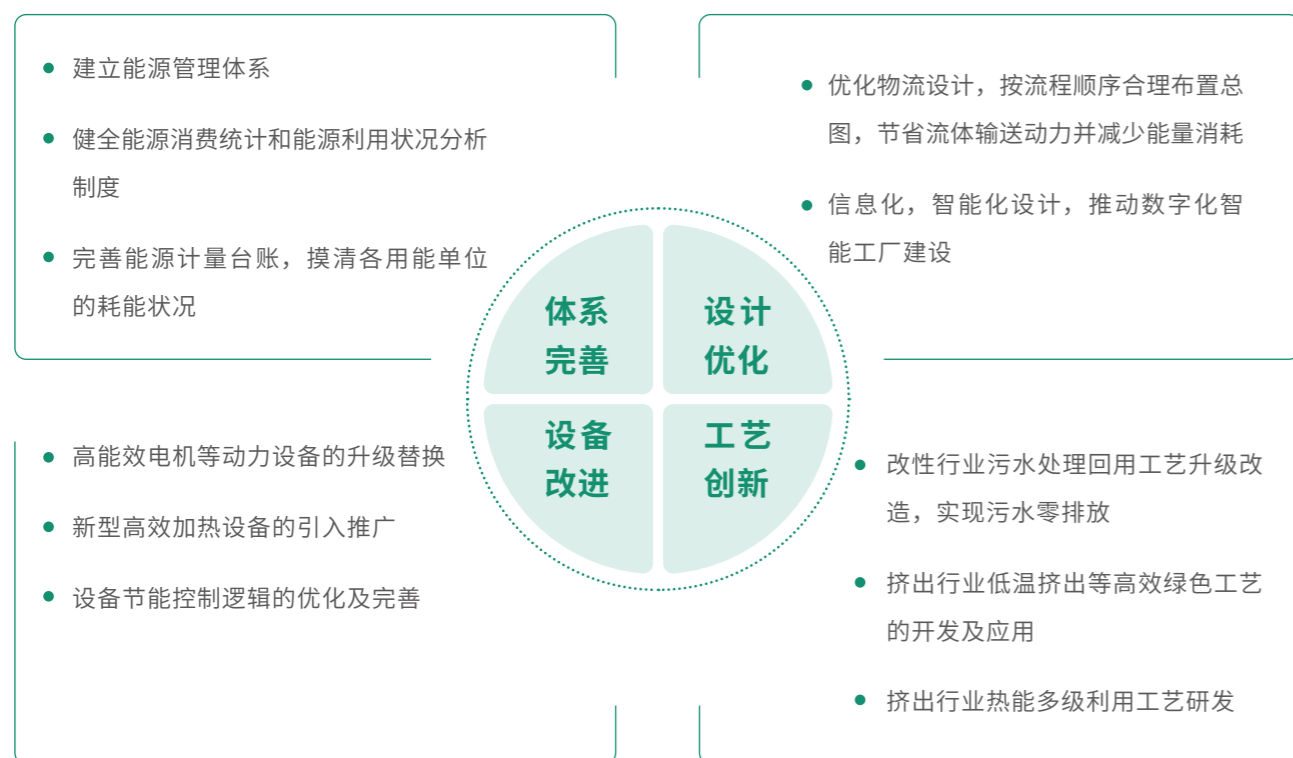 建立能源管理体系
健全能源消费统计和能源利用状况分析
制度
完善能源计量台账，摸清各用能单位
的耗能状况
优化物流设计，按流程顺序合理布置总
图，节省流体输送动力并减少能量消耗
信息化，智能化设计，推动数字化智
能工厂建设
体系
完善
设计
优化
设备
改进
工艺
创新
高能效电机等动力设备的升级替换
新型高效加热设备的引入推广
设备节能控制逻辑的优化及完善
改性行业污水处理回用工艺升级改
造，实现污水零排放
挤出行业低温挤出等高效绿色工艺
的开发及应用
挤出行业热能多级利用工艺研发